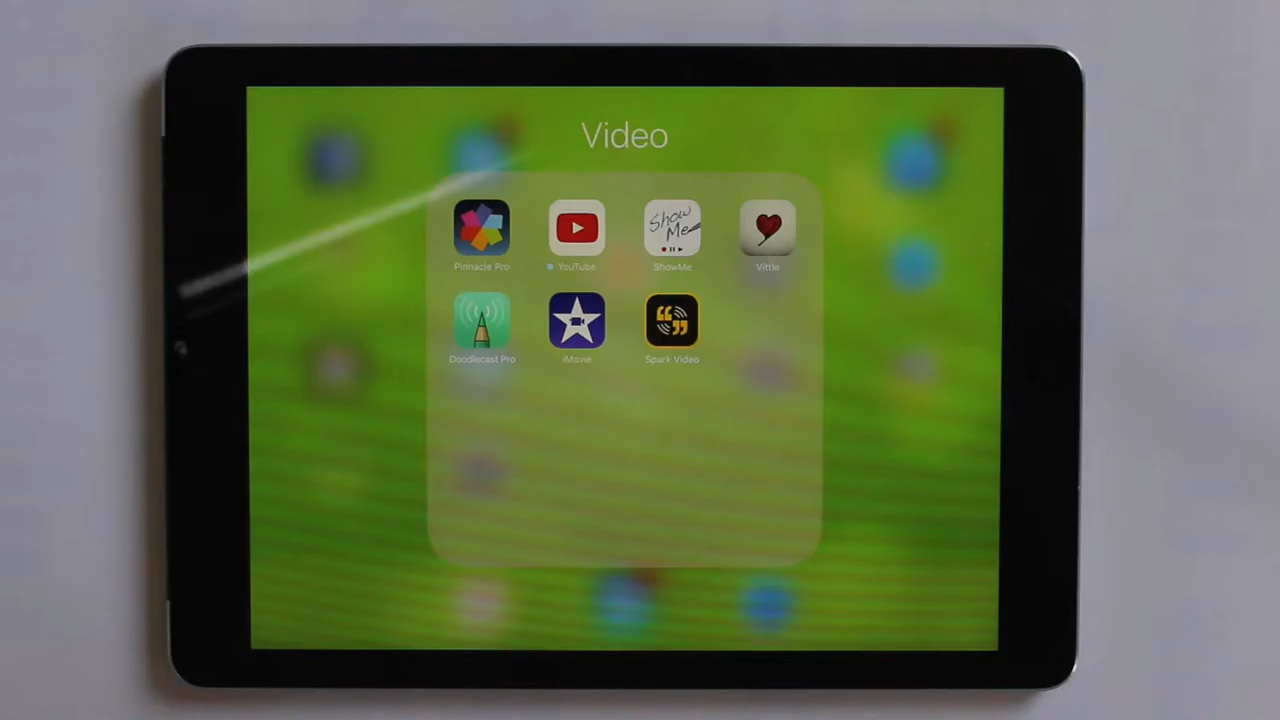 Video
Show
Me
Pinnacle Pro
YouTube
ShowMe
Vittle
Doodlecast Pro
iMovie
Spark Video